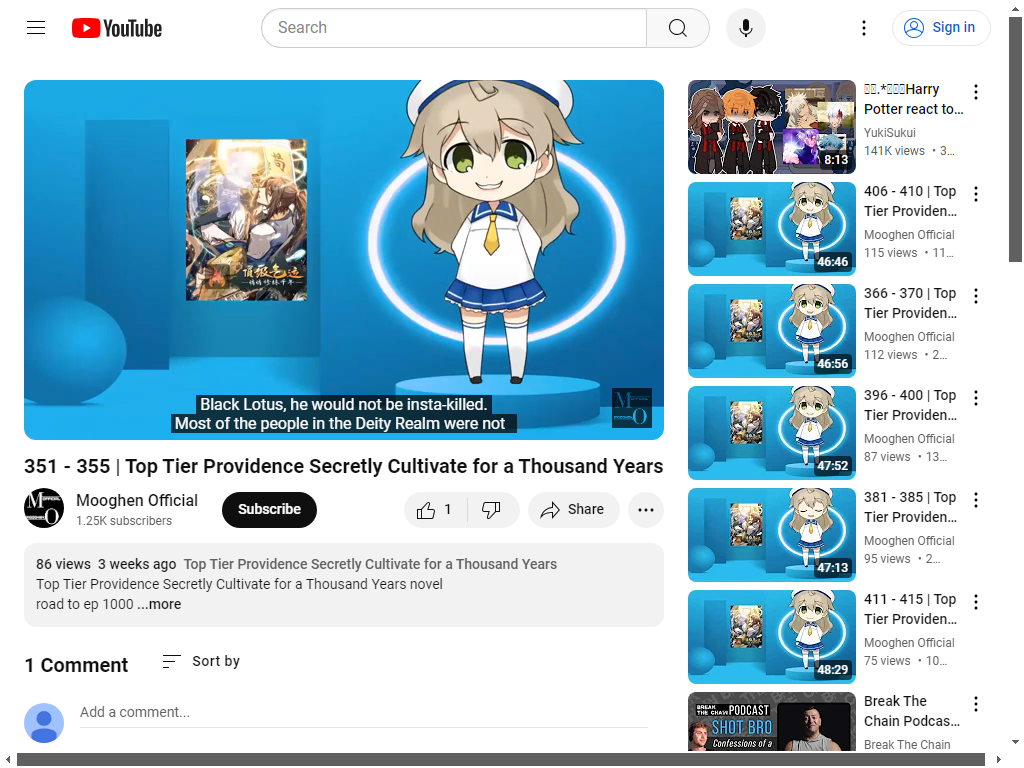 YouTube
Search
Sign in
頂級氣運
Black Lotus, he would not be insta-killed.
Most of the people in the Deity Realm were not
351 - 355 | Top Tier Providence Secretly Cultivate for a Thousand Years
Mooghen Official
1.25K subscribers
Subscribe
1
Share
86 views 3 weeks ago Top Tier Providence Secretly Cultivate for a Thousand Years
Top Tier Providence Secretly Cultivate for a Thousand Years novel
road to ep 1000 ...more
1 Comment
Sort by
Add a comment...
Harry
Potter react to...
YukiSukui
141K views • 3...
8:13
406 - 410 | Top
Tier Providen...
Mooghen Official
115 views • 11...
46:46
366 - 370 | Top
Tier Providen...
Mooghen Official
112 views • 2...
46:56
396 - 400 | Top
Tier Providen...
Mooghen Official
87 views • 13...
47:52
381 - 385 | Top
Tier Providen...
Mooghen Official
95 views • 2...
47:13
411 - 415 | Top
Tier Providen...
Mooghen Official
75 views • 10...
48:29
BREAK THE CHAIN PODCAST
SHOT BRO
Confessions of a
Break The
Chain Podcas...
Break The Chain